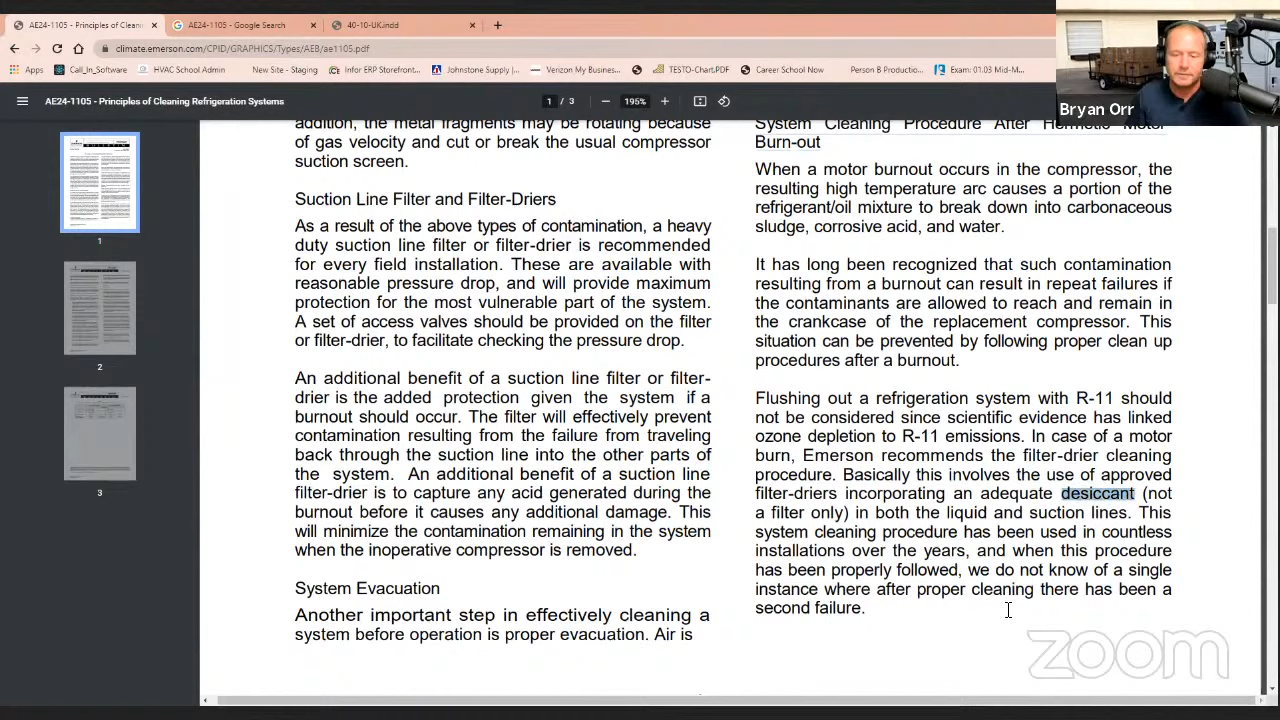 AE24-1105 - Principles of Clean
AE24-1105 - Google Search
40-10-UK.indd
climate.emerson.com/CPID/GRAPHICS/Types/AEB/ae1105.pdf
Apps
Call_In_Software
HVAC School Admin
New Site - Staging
Infor
Storefront...
Johnstone Supply |...
Verizon My Business...
TESTO-Chart.PDF
Career School Now
Person B Productio...
Exam: 01.03 Mid-M...
AE24-1105 - Principles of Cleaning Refrigeration Systems
1 / 3
195%
Bryan Orr
1
2
3
addition, the metal fragments may be rotating because
of gas velocity and cut or break the usual compressor
suction screen.
Suction Line Filter and Filter-Driers
As a result of the above types of contamination, a heavy
duty suction line filter or filter-drier is recommended
for every field installation. These are available with
reasonable pressure drop, and will provide maximum
protection for the most vulnerable part of the system.
A set of access valves should be provided on the filter
or filter-drier, to facilitate checking the pressure drop.
An additional benefit of a suction line filter or filter-
drier is the added protection given the system if a
burnout should occur. The filter will effectively prevent
contamination resulting from the failure from traveling
back through the suction line into the other parts of
the system. An additional benefit of a suction line
filter-drier is to capture any acid generated during the
burnout before it causes any additional damage. This
will minimize the contamination remaining in the system
when the inoperative compressor is removed.
System Evacuation
Another important step in effectively cleaning a
system before operation is proper evacuation. Air is
System Cleaning Procedure After Hermetic Motor
Burn-out
When a motor burnout occurs in the compressor, the
resulting high temperature arc causes a portion of the
refrigerant/oil mixture to break down into carbonaceous
sludge, corrosive acid, and water.
It has long been recognized that such contamination
resulting from a burnout can result in repeat failures if
the contaminants are allowed to reach and remain in
the crankcase of the replacement compressor. This
situation can be prevented by following proper clean up
procedures after a burnout.
Flushing out a refrigeration system with R-11 should
not be considered since scientific evidence has linked
ozone depletion to R-11 emissions. In case of a motor
burn, Emerson recommends the filter-drier cleaning
procedure. Basically this involves the use of approved
filter-driers incorporating an adequate desiccant (not
a filter only) in both the liquid and suction lines. This
system cleaning procedure has been used in countless
installations over the years, and when this procedure
has been properly followed, we do not know of a single
instance where after proper cleaning there has been a
second failure.
zoom